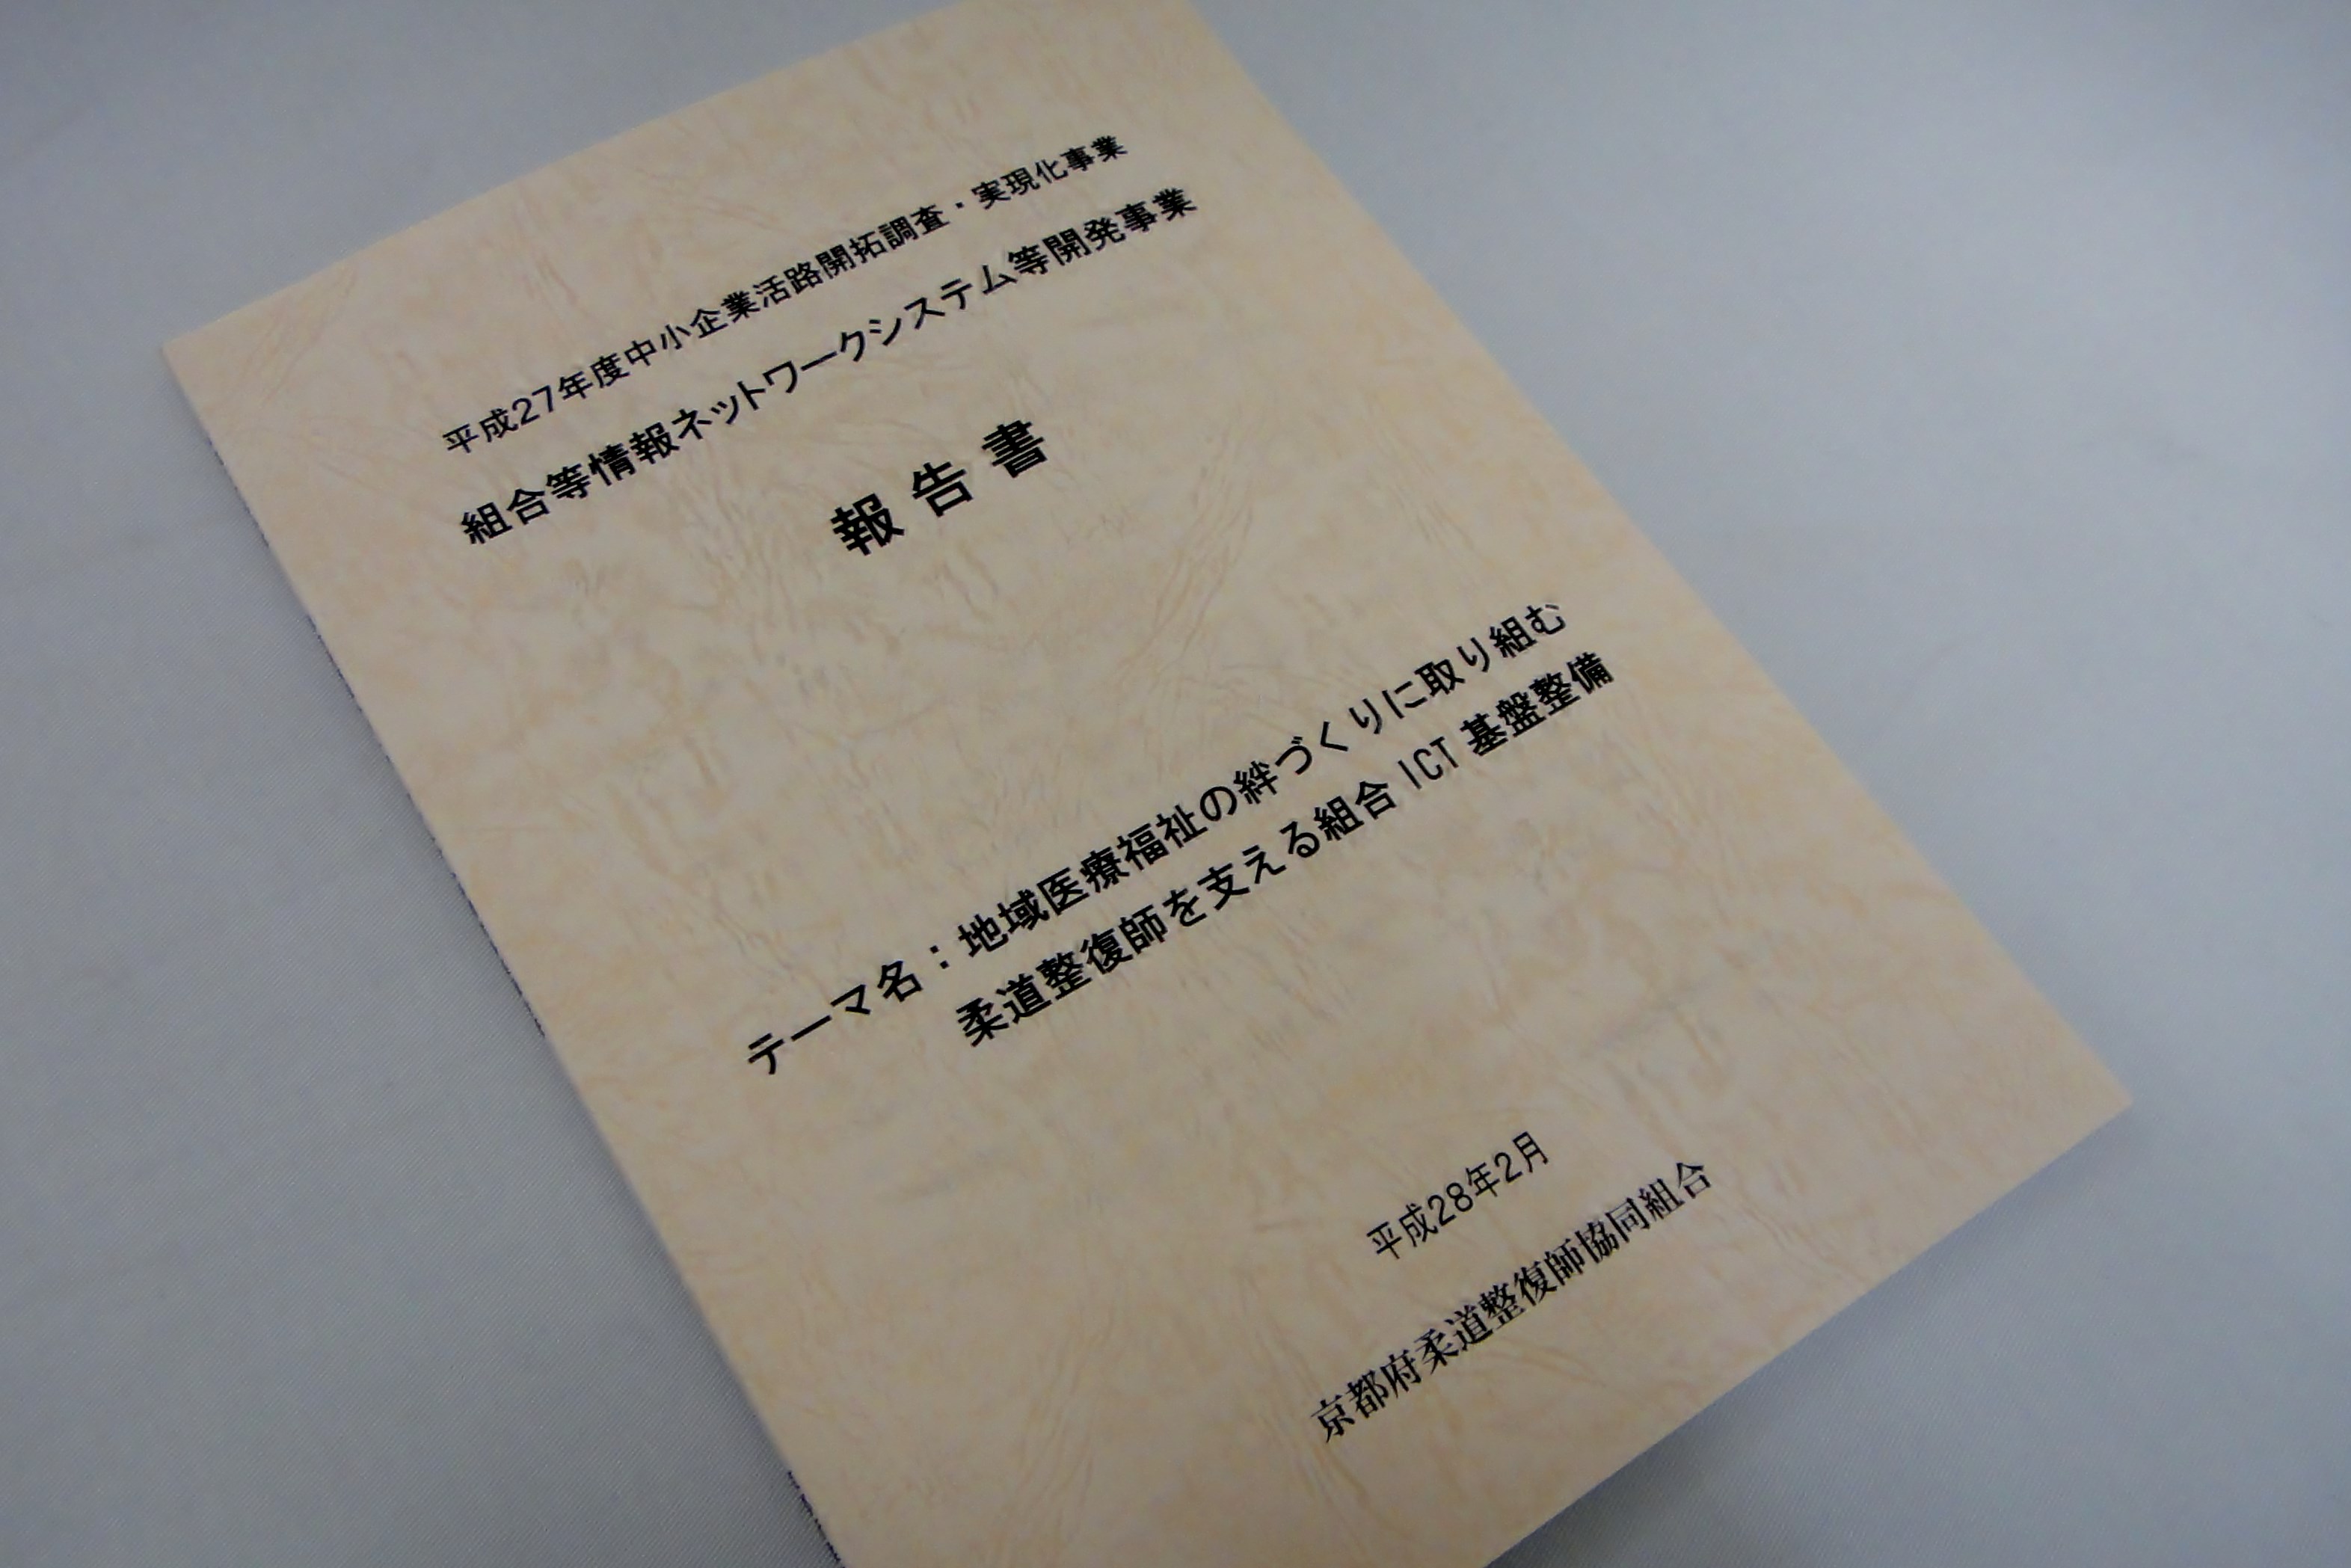 平成27年度中小企業活路開拓調査・実現化事業
組合等情報ネットワークシステム等開発事業
報告書
テーマ名：地域医療福祉の絆づくりに取り組む
柔道整復師を支える組合ICT基盤整備
平成28年2月
京都府柔道整復師協同組合